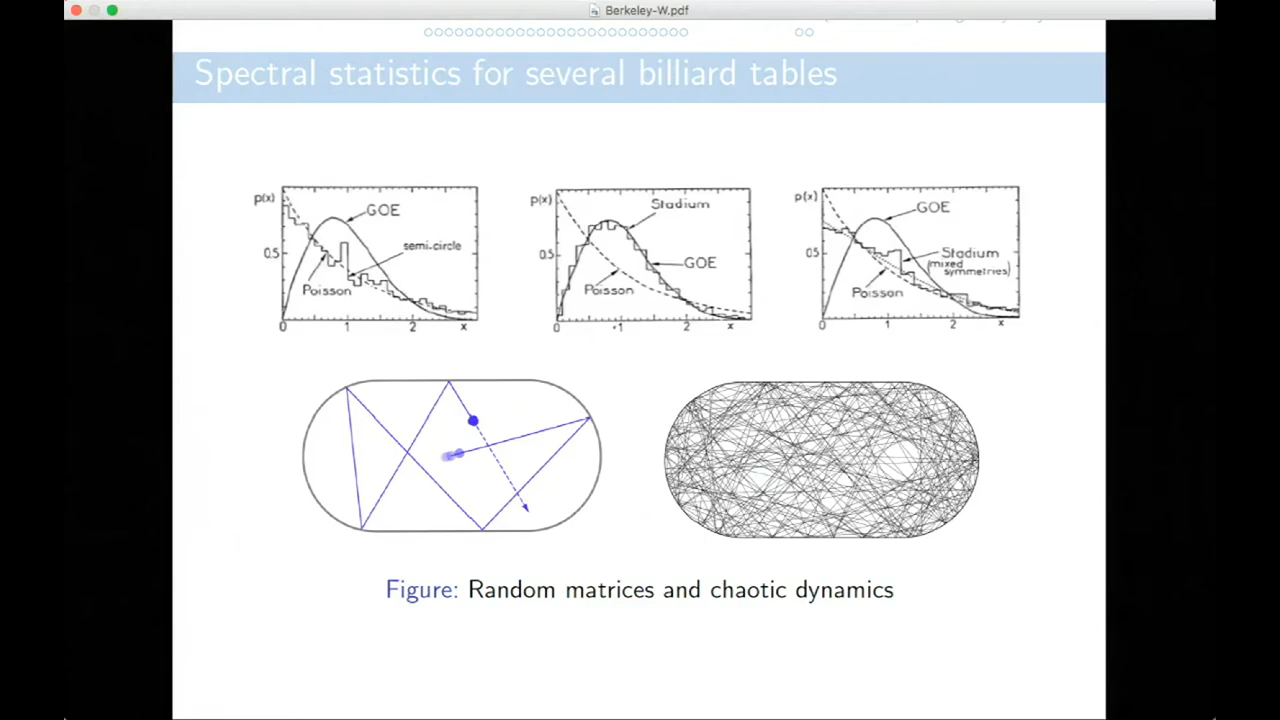 Berkeley-W.pdf
Spectral statistics for several billiard tables
p(x)
GOE
0.5
semi-circle
Poisson
0
1
2
x
p(x)
Stadium
0.5
GOE
Poisson
0
1
2
x
p(x)
GOE
0.5
Stadium
(mixed
symmetries)
Poisson
0
1
2
x
Figure: Random matrices and chaotic dynamics